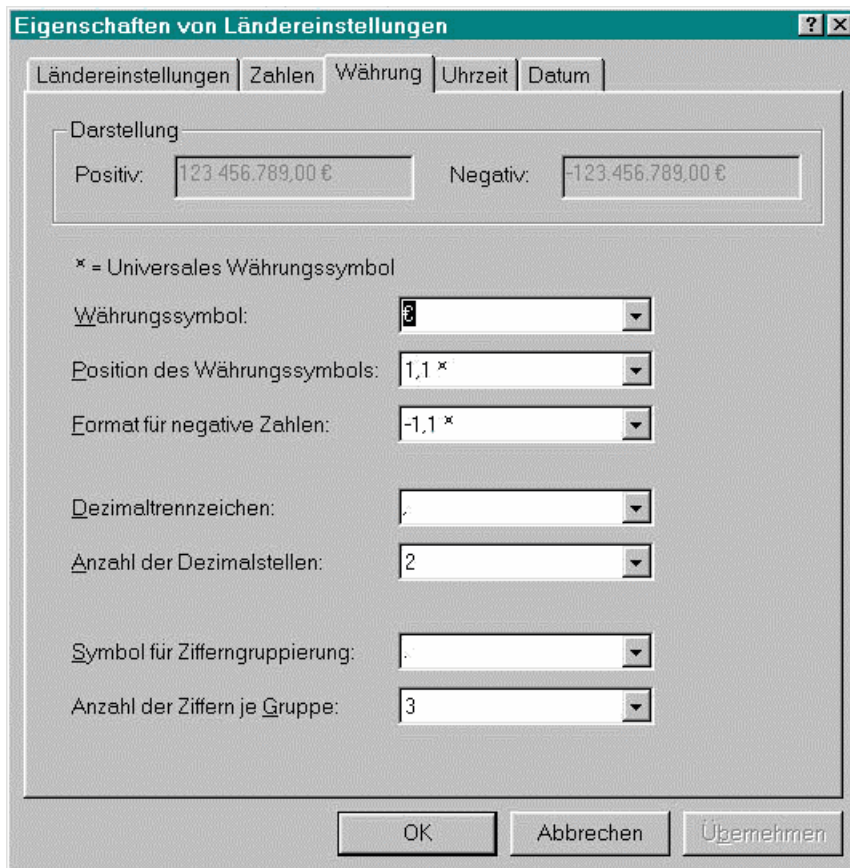 Eigenschaften von Ländereinstellungen
Ländereinstellungen Zahlen Währung Uhrzeit Datum
Darstellung
Positiv: 123.456.789,00 € Negativ: -123.456.789,00 €
¤ = Universales Währungssymbol
Währungssymbol: €
Position des Währungssymbols: 1,1 ¤
Format für negative Zahlen: -1,1 ¤
Dezimaltrennzeichen: ,
Anzahl der Dezimalstellen: 2
Symbol für Zifferngruppierung: .
Anzahl der Ziffern je Gruppe: 3
OK Abbrechen Übernehmen